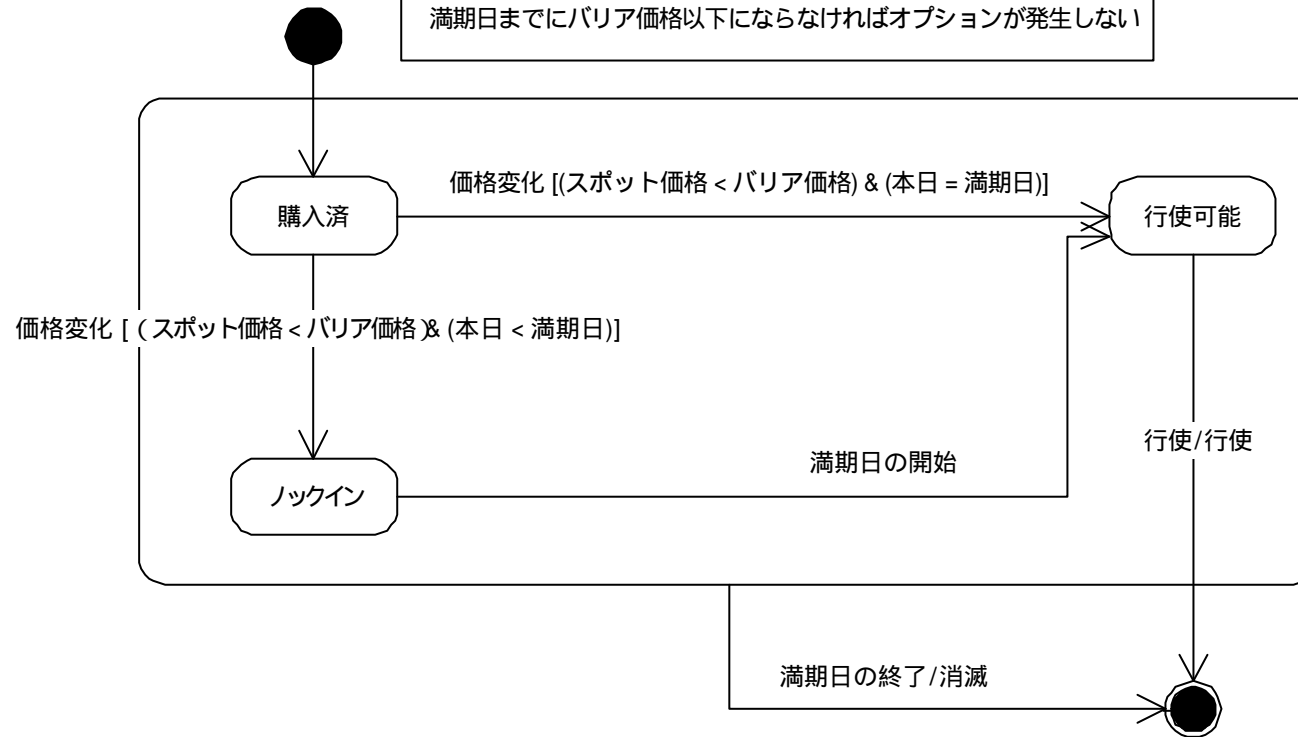 満期日までにバリア価格以下にならなければオプションが発生しない
価格変化 [(スポット価格 < バリア価格) & (本日 = 満期日)]
購入済
行使可能
価格変化 [（スポット価格 < バリア価格）& (本日 < 満期日)]
行使/行使
満期日の開始
ノックイン
満期日の終了/消滅